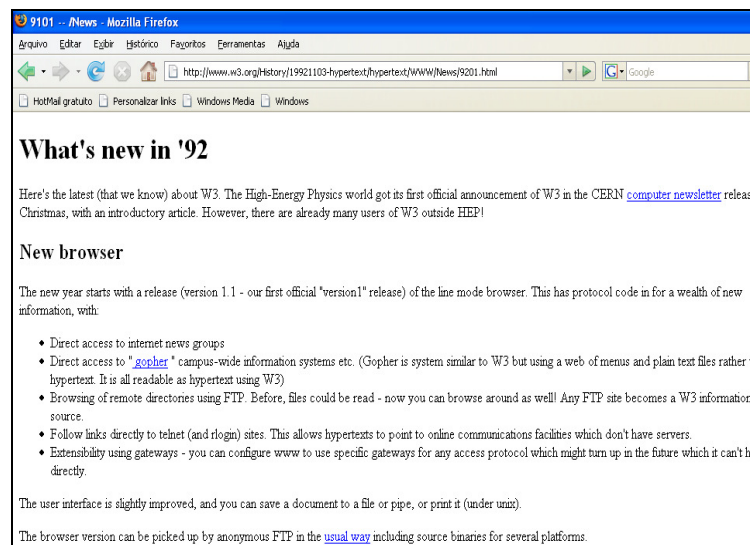 9101 -- /News - Mozilla Firefox
Arquivo Editar Exibir Histórico Favoritos Ferramentas Ajuda
http://www.w3.org/History/19921103-hypertext/hypertext/WWW/News/9201.html G Google
HotMail gratuito Personalizar links Windows Media Windows
What's new in '92
Here's the latest (that we know) about W3. The High-Energy Physics world got its first official announcement of W3 in the CERN computer newsletter releas
Christmas, with an introductory article. However, there are already many users of W3 outside HEP!
New browser
The new year starts with a release (version 1.1 - our first official "version1" release) of the line mode browser. This has protocol code in for a wealth of new
information, with:
Direct access to internet news groups
Direct access to " gopher " campus-wide information systems etc. (Gopher is system similar to W3 but using a web of menus and plain text files rather
hypertext. It is all readable as hypertext using W3)
Browsing of remote directories using FTP. Before, files could be read - now you can browse around as well! Any FTP site becomes a W3 information
source.
Follow links directly to telnet (and rlogin) sites. This allows hypertexts to point to online communications facilities which don't have servers.
Extensibility using gateways - you can configure www to use specific gateways for any access protocol which might turn up in the future which it can't h
directly.
The user interface is slightly improved, and you can save a document to a file or pipe, or print it (under unix).
The browser version can be picked up by anonymous FTP in the usual way including source binaries for several platforms.